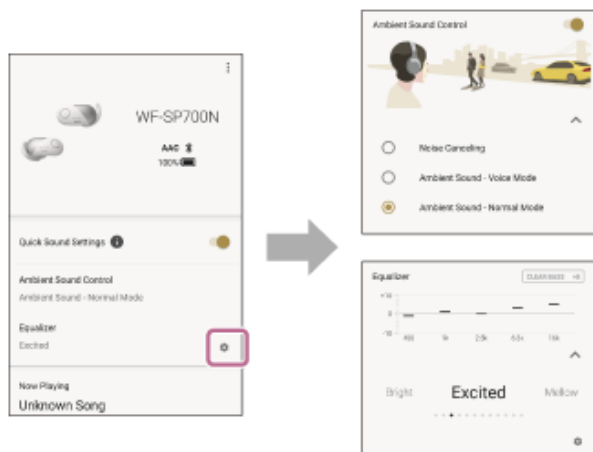 WF-SP700N
AAC
100%
Quick Sound Settings
Ambient Sound Control
Ambient Sound - Normal Mode
Equalizer
Excited
Now Playing
Unknown Song
Ambient Sound Control
Noise Canceling
Ambient Sound - Voice Mode
Ambient Sound - Normal Mode
Equalizer
CLEAR BASS
+10
0
-10
400 1k 2.5k 6.3k 16k
Bright Excited Mellow